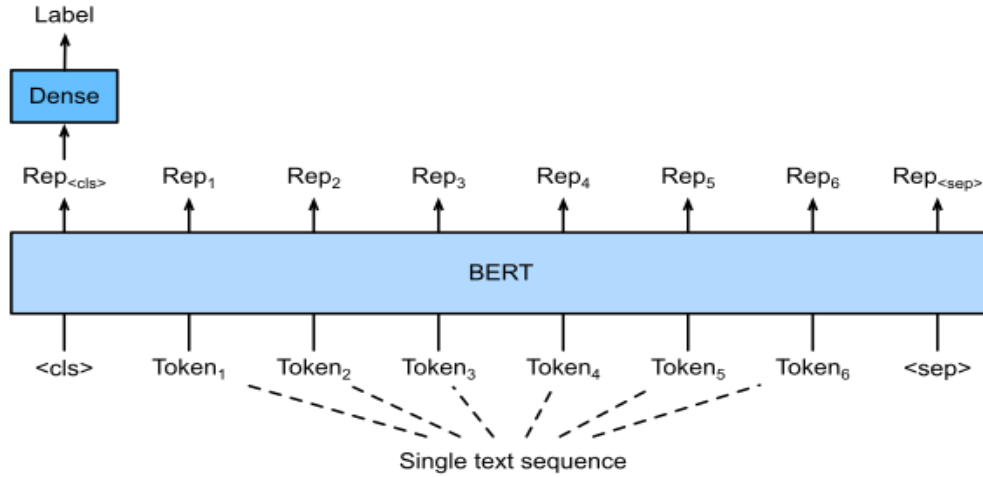 Label
Dense
Rep<cls> Rep1 Rep2 Rep3 Rep4 Rep5 Rep6 Rep<sep>
BERT
<cls> Token1 Token2 Token3 Token4 Token5 Token6 <sep>
Single text sequence